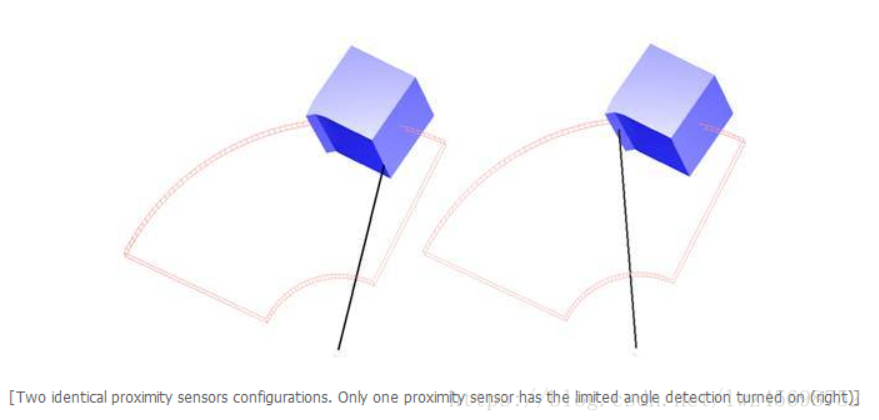 [Two identical proximity sensors configurations. Only one proximity sensor has the limited angle detection turned on (right)]